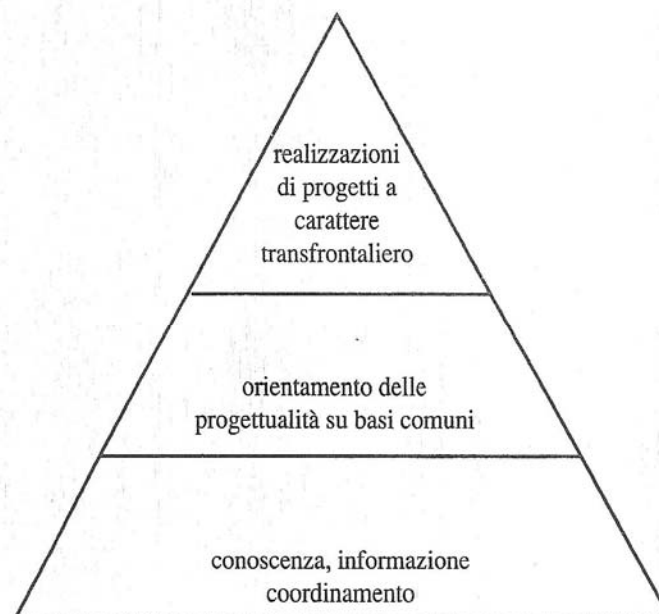 realizzazioni
di progetti a
carattere
transfrontaliero
orientamento delle
progettualità su basi comuni
conoscenza, informazione
coordinamento